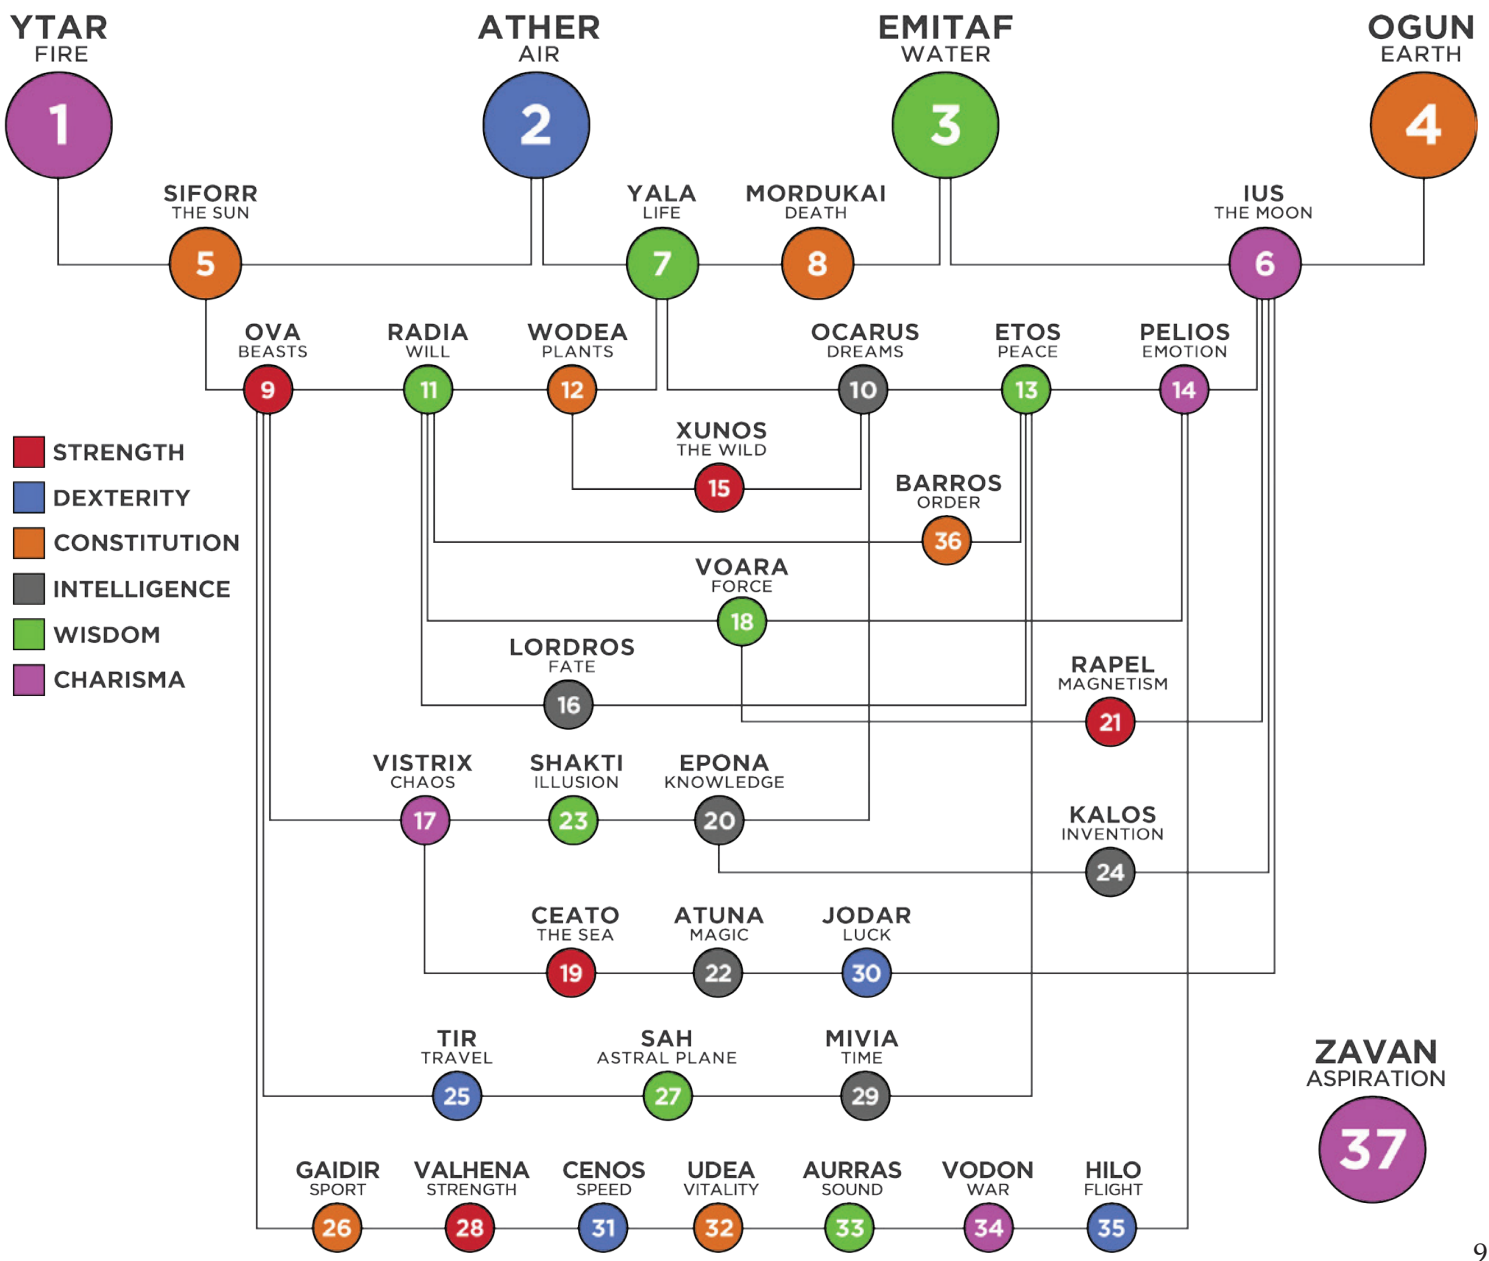 YTAR
FIRE
1
ATHER
AIR
2
EMITAF
WATER
3
OGUN
EARTH
4
SIFORR
THE SUN
5
YALA
LIFE
7
MORDUKAI
DEATH
8
IUS
THE MOON
6
OVA
BEASTS
9
RADIA
WILL
11
WODEA
PLANTS
12
OCARUS
DREAMS
10
ETOS
PEACE
13
PELIOS
EMOTION
14
STRENGTH
DEXTERITY
CONSTITUTION
INTELLIGENCE
WISDOM
CHARISMA
XUNOS
THE WILD
15
BARROS
ORDER
36
VOARA
FORCE
18
LORDROS
FATE
16
RAPEL
MAGNETISM
21
VISTRIX
CHAOS
17
SHAKTI
ILLUSION
23
EPONA
KNOWLEDGE
20
KALOS
INVENTION
24
CEATO
THE SEA
19
ATUNA
MAGIC
22
JODAR
LUCK
30
TIR
TRAVEL
25
SAH
ASTRAL PLANE
27
MIVIA
TIME
29
ZAVAN
ASPIRATION
37
GAIDIR
SPORT
26
VALHENA
STRENGTH
28
CENOS
SPEED
31
UDEA
VITALITY
32
AURRAS
SOUND
33
VODON
WAR
34
HILO
FLIGHT
35
9